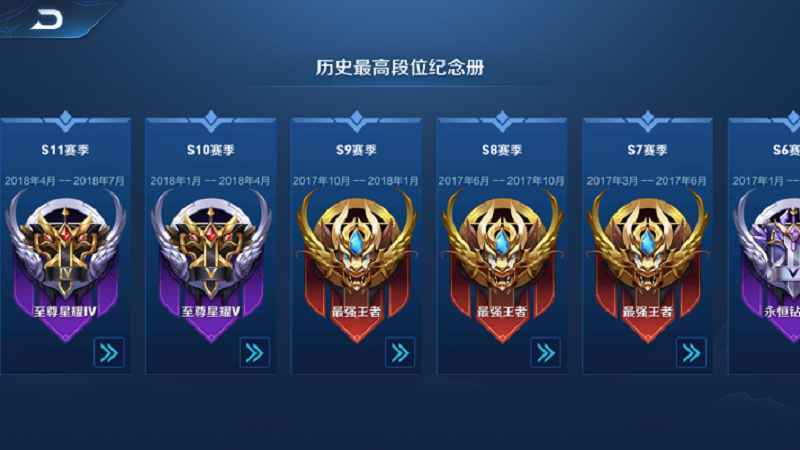 历史最高段位纪念册
S11赛季
2018年4月 -- 2018年7月
至尊星耀IV
S10赛季
2018年1月 -- 2018年4月
至尊星耀V
S9赛季
2017年10月 -- 2018年1月
最强王者
S8赛季
2017年6月 -- 2017年10月
最强王者
S7赛季
2017年3月 -- 2017年6月
最强王者
S6赛
2017年1月 --
永恒钻